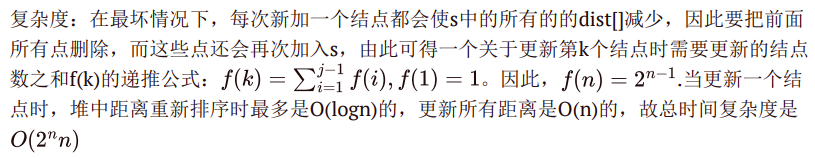 复杂度：在最坏情况下，每次新加一个结点都会使s中的所有的的dist[]减少，因此要把前面
所有点删除，而这些点还会再次加入s，由此可得一个关于更新第k个结点时需要更新的结点
数之和f(k)的递推公式：$f(k) = \sum_{i=1}^{j-1} f(i), f(1) = 1$。因此，$f(n) = 2^{n-1}$.当更新一个结
点时，堆中距离重新排序时最多是O(logn)的，更新所有距离是O(n)的，故总时间复杂度是
$O(2^n n)$